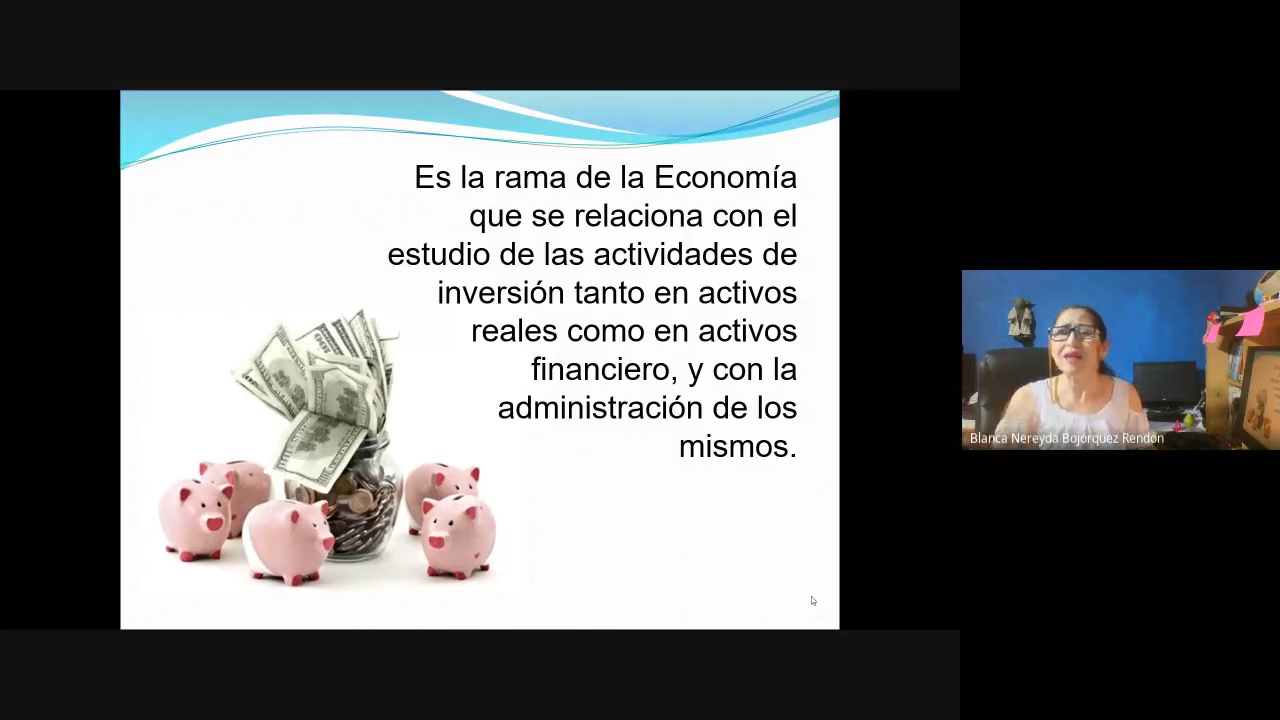 Es la rama de la Economía
que se relaciona con el
estudio de las actividades de
inversión tanto en activos
reales como en activos
financiero, y con la
administración de los
mismos.
Blanca Nereyda Bojorquez Rendon